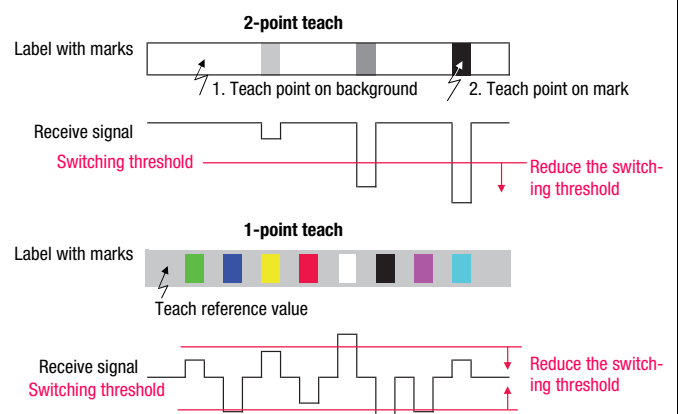 2-point teach
Label with marks
1. Teach point on background
2. Teach point on mark
Receive signal
Switching threshold
Reduce the switch-
ing threshold
1-point teach
Label with marks
Teach reference value
Receive signal
Switching threshold
Reduce the switch-
ing threshold